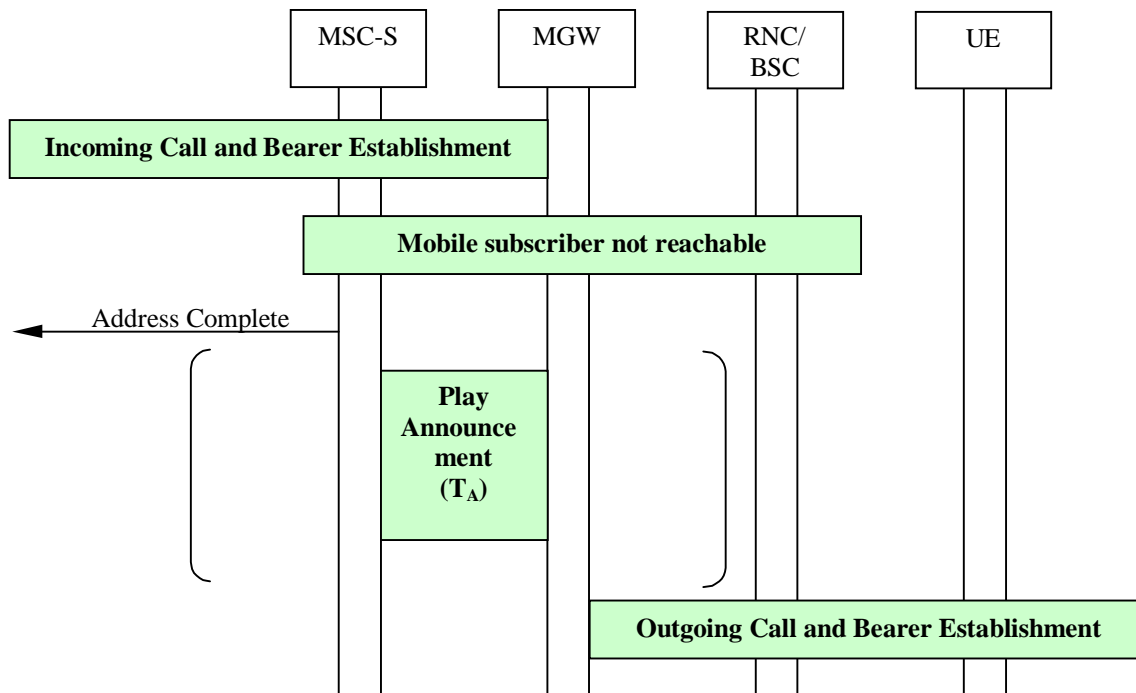 MSC-S
MGW
RNC/
BSC
UE
Incoming Call and Bearer Establishment
Mobile subscriber not reachable
Address Complete
Play
Announce
ment
(TA)
Outgoing Call and Bearer Establishment